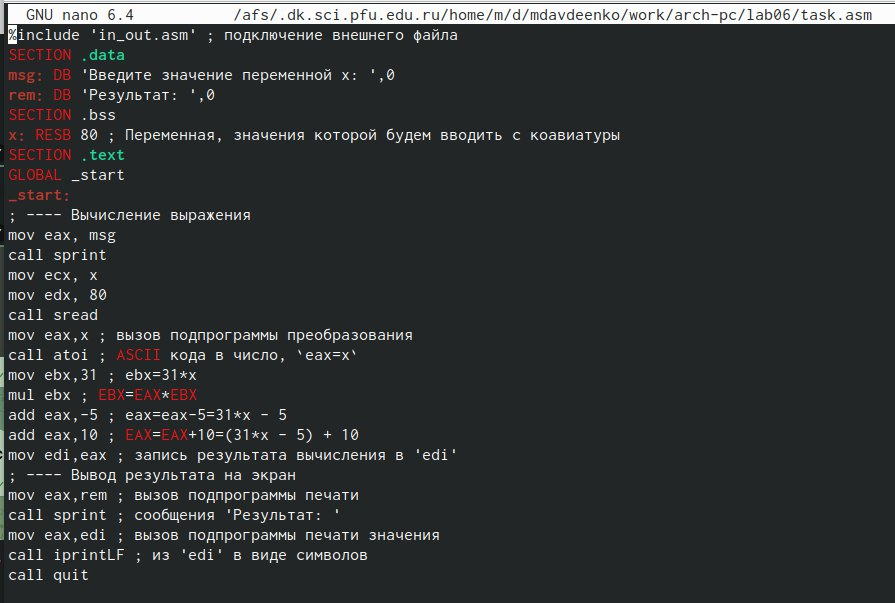 GNU nano 6.4 /afs/.dk.sci.pfu.edu.ru/home/m/d/mdavdeenko/work/arch-pc/lab06/task.asm
%include 'in_out.asm' ; подключение внешнего файла
SECTION .data
msg: DB 'Введите значение переменной x: ',0
rem: DB 'Результат: ',0
SECTION .bss
x: RESB 80 ; Переменная, значения которой будем вводить с коавиатуры
SECTION .text
GLOBAL _start
_start:
; ---- Вычисление выражения
mov eax, msg
call sprint
mov ecx, x
mov edx, 80
call sread
mov eax,x ; вызов подпрограммы преобразования
call atoi ; ASCII кода в число, `eax=x`
mov ebx,31 ; ebx=31*x
mul ebx ; EBX=EAX*EBX
add eax,-5 ; eax=eax-5=31*x - 5
add eax,10 ; EAX=EAX+10=(31*x - 5) + 10
mov edi,eax ; запись результата вычисления в 'edi'
; ---- Вывод результата на экран
mov eax,rem ; вызов подпрограммы печати
call sprint ; сообщения 'Результат: '
mov eax,edi ; вызов подпрограммы печати значения
call iprintLF ; из 'edi' в виде символов
call quit